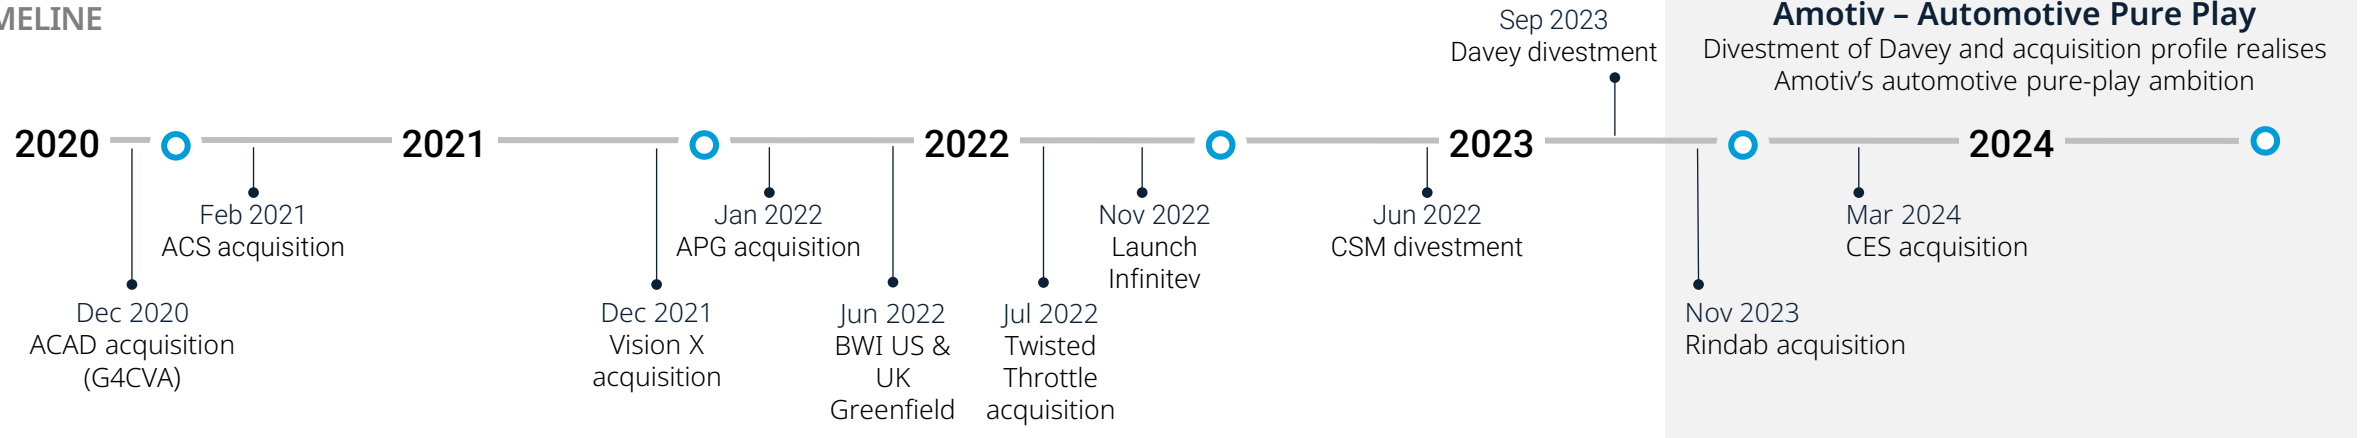 MELINE
Sep 2023
Davey divestment
Amotiv – Automotive Pure Play
Divestment of Davey and acquisition profile realises
Amotiv’s automotive pure-play ambition
2020
2021
2022
2023
2024
Feb 2021
ACS acquisition
Jan 2022
APG acquisition
Nov 2022
Launch
Infinitev
Jun 2022
CSM divestment
Mar 2024
CES acquisition
Dec 2020
ACAD acquisition
(G4CVA)
Dec 2021
Vision X
acquisition
Jun 2022
BWI US &
UK
Greenfield
Jul 2022
Twisted
Throttle
acquisition
Nov 2023
Rindab acquisition